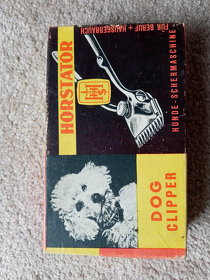 HORSTATOR
FÜR BERUF + HAUSGEBRAUCH
HUNDE-SCHERMASCHINE
DOG
CLIPPER